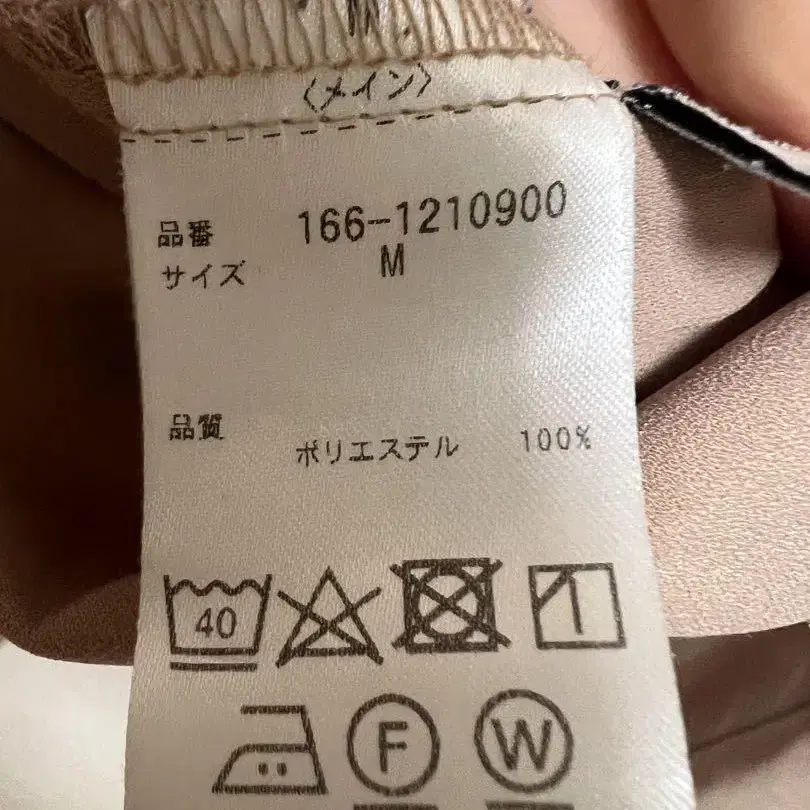 〈メイン〉
品番 166-1210900
サイズ M
品質 ポリエステル 100%
40
F W